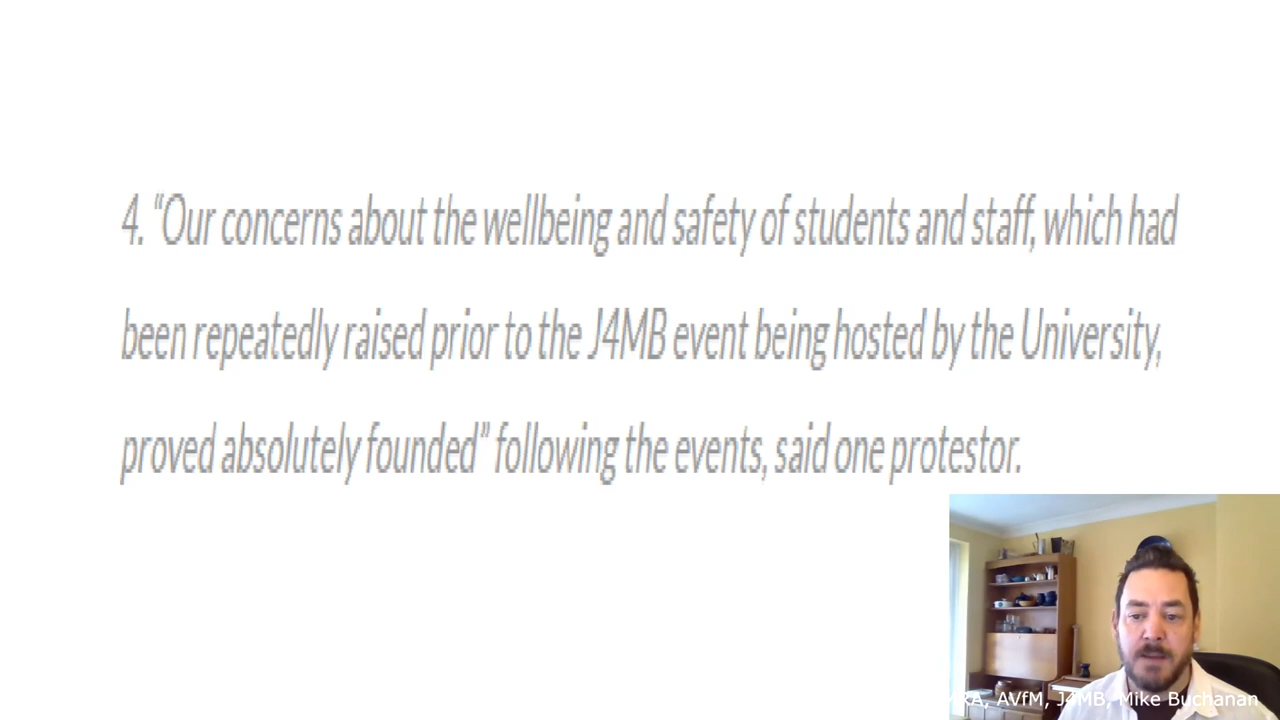 4. “Our concerns about the wellbeing and safety of students and staff, which had
been repeatedly raised prior to the J4MB event being hosted by the University,
proved absolutely founded” following the events, said one protestor.
AVfM, J4MB, Mike Buchanan